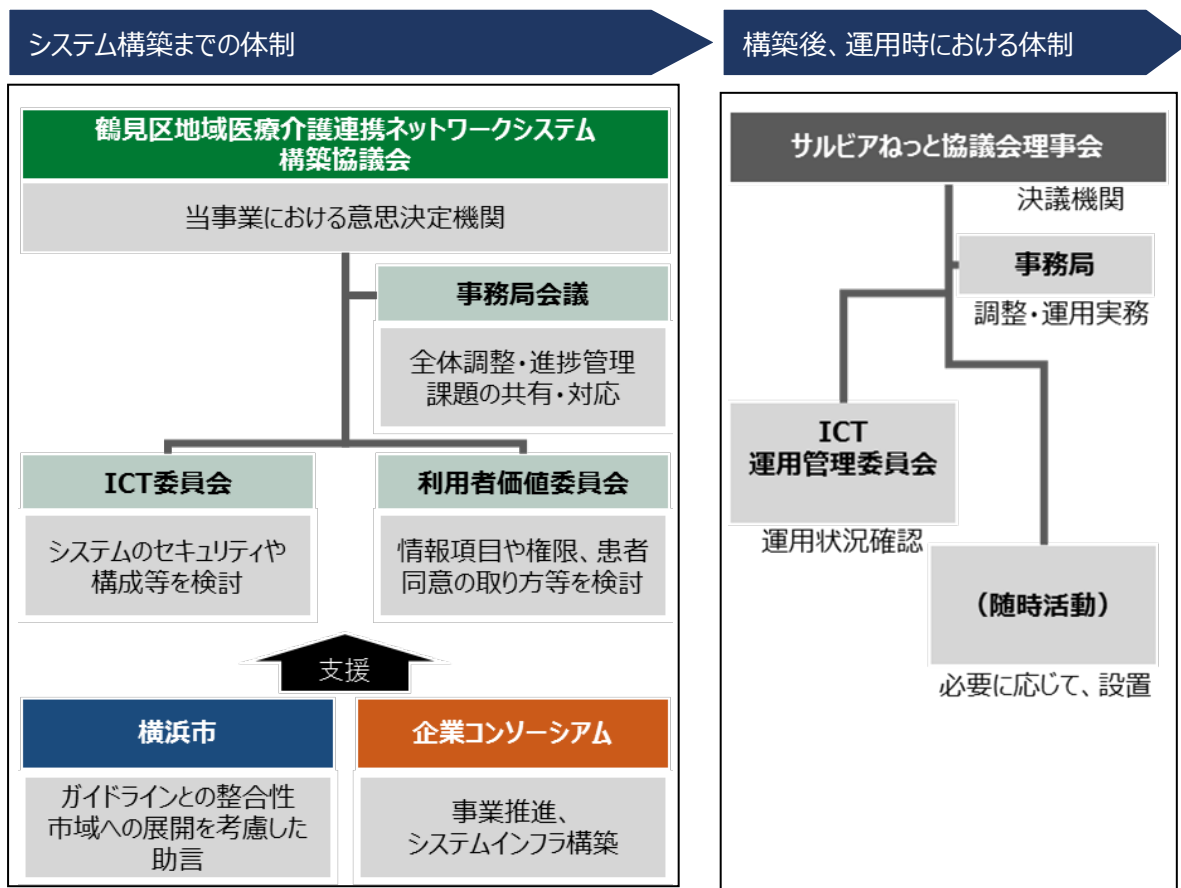 システム構築までの体制
鶴見区地域医療介護連携ネットワークシステム
構築協議会
当事業における意思決定機関
事務局会議
全体調整・進捗管理
課題の共有・対応
ICT委員会
システムのセキュリティや
構成等を検討
利用者価値委員会
情報項目や権限、患者
同意の取り方等を検討
支援
横浜市
ガイドラインとの整合性
市域への展開を考慮した
助言
企業コンソーシアム
事業推進、
システムインフラ構築
構築後、運用時における体制
サルビアねっと協議会理事会
決議機関
事務局
調整・運用実務
ICT
運用管理委員会
運用状況確認
（随時活動）
必要に応じて、設置